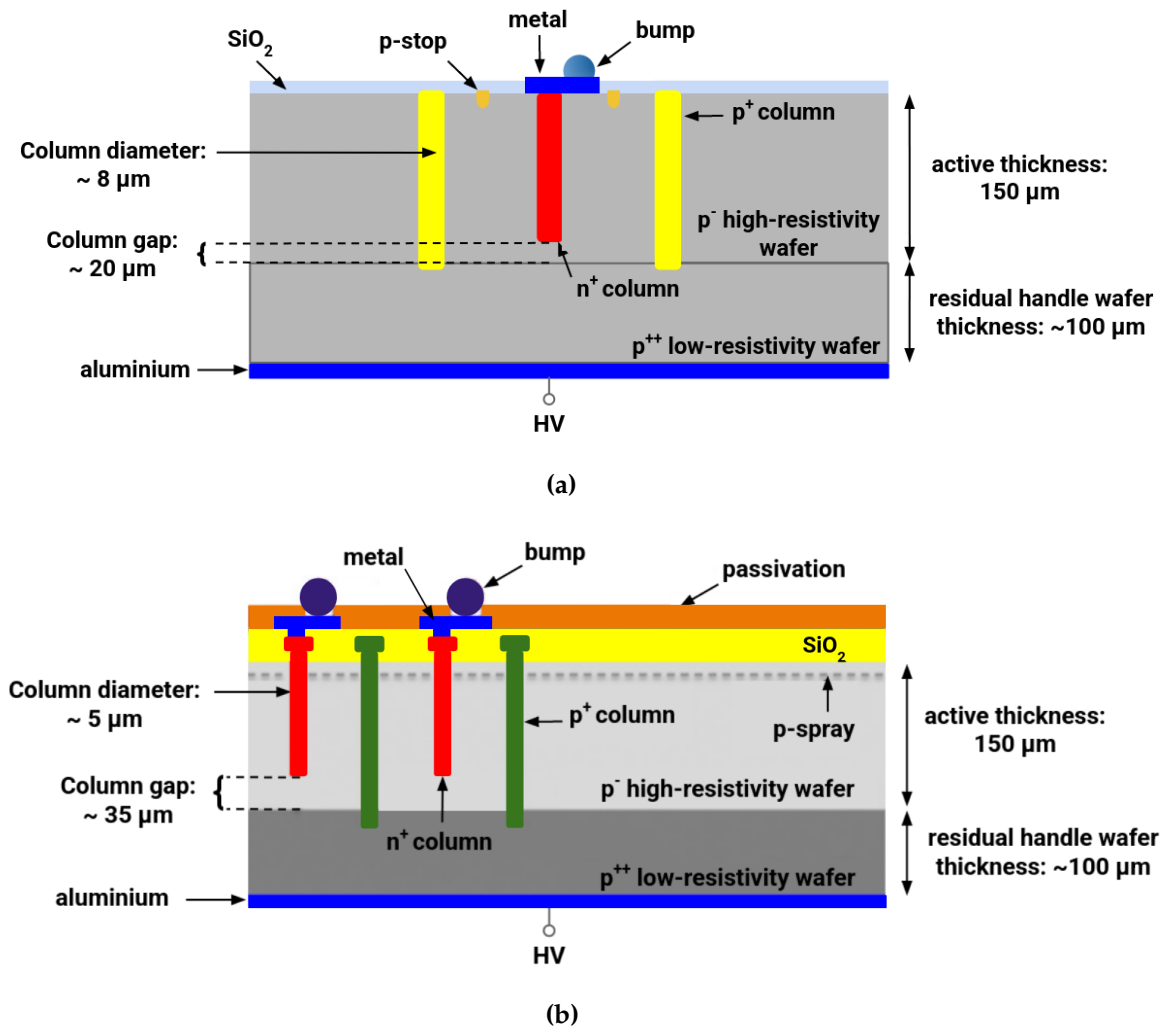 metal
bump
SiO₂
p-stop
p⁺ column
Column diameter:
~ 8 µm
active thickness:
150 µm
p⁻ high-resistivity
wafer
Column gap:
~ 20 µm
n⁺ column
residual handle wafer
thickness: ~100 µm
p⁺⁺ low-resistivity wafer
aluminium
HV
(a)
metal
bump
passivation
SiO₂
Column diameter:
~ 5 µm
p⁺ column
p-spray
active thickness:
150 µm
Column gap:
~ 35 µm
p⁻ high-resistivity wafer
n⁺ column
residual handle wafer
thickness: ~100 µm
p⁺⁺ low-resistivity wafer
aluminium
HV
(b)